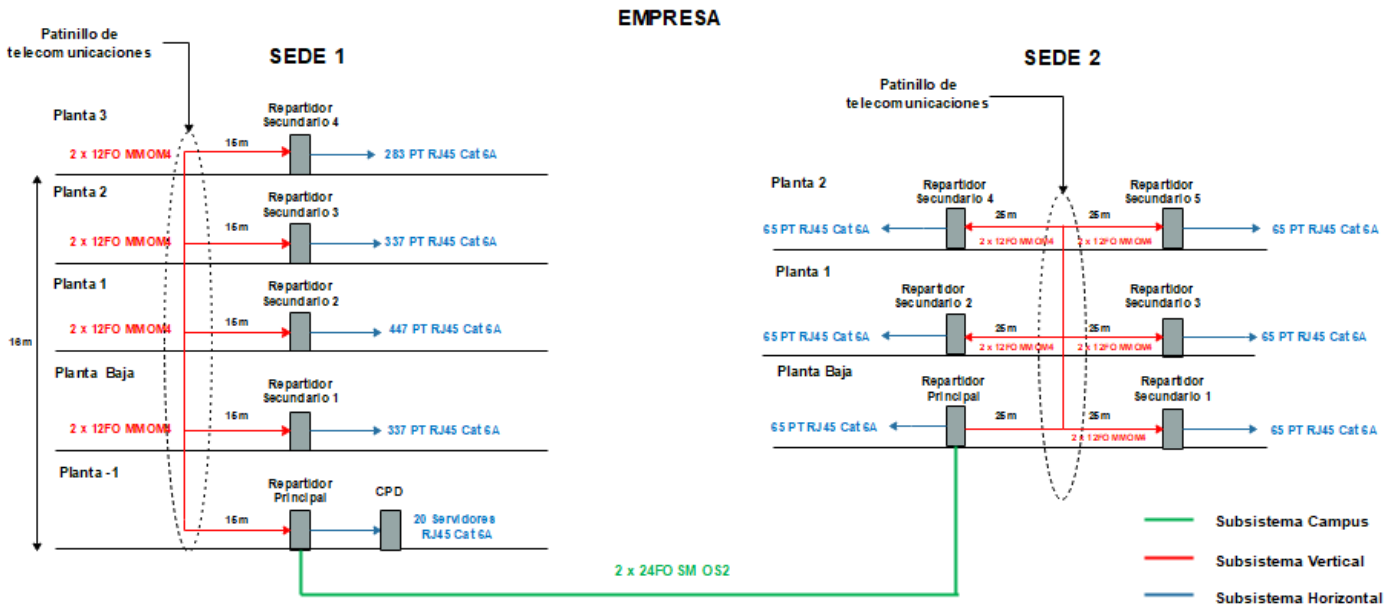 EMPRESA
Patinillo de
telecomunicaciones
SEDE 1
Planta 3
Repartidor
Secundario 4
2 x 12FO MMOM4
15m
283 PT RJ45 Cat 6A
Planta 2
Repartidor
Secundario 3
2 x 12FO MMOM4
15m
337 PT RJ45 Cat 6A
Planta 1
Repartidor
Secundario 2
2 x 12FO MMOM4
15m
447 PT RJ45 Cat 6A
16m
Planta Baja
Repartidor
Secundario 1
2 x 12FO MMOM4
15m
337 PT RJ45 Cat 6A
Planta -1
Repartidor
Principal
CPD
15m
20 Servidores
RJ45 Cat 6A
2 x 24FO SM OS2
SEDE 2
Patinillo de
telecomunicaciones
Planta 2
Repartidor
Secundario 4
Repartidor
Secundario 5
65 PT RJ45 Cat 6A
25m
25m
65 PT RJ45 Cat 6A
2 x 12FO MMOM4
2 x 12FO MMOM4
Planta 1
Repartidor
Secundario 2
Repartidor
Secundario 3
65 PT RJ45 Cat 6A
25m
25m
65 PT RJ45 Cat 6A
2 x 12FO MMOM4
2 x 12FO MMOM4
Planta Baja
Repartidor
Principal
Repartidor
Secundario 1
65 PT RJ45 Cat 6A
25m
25m
65 PT RJ45 Cat 6A
2 x 12FO MMOM4
Subsistema Campus
Subsistema Vertical
Subsistema Horizontal